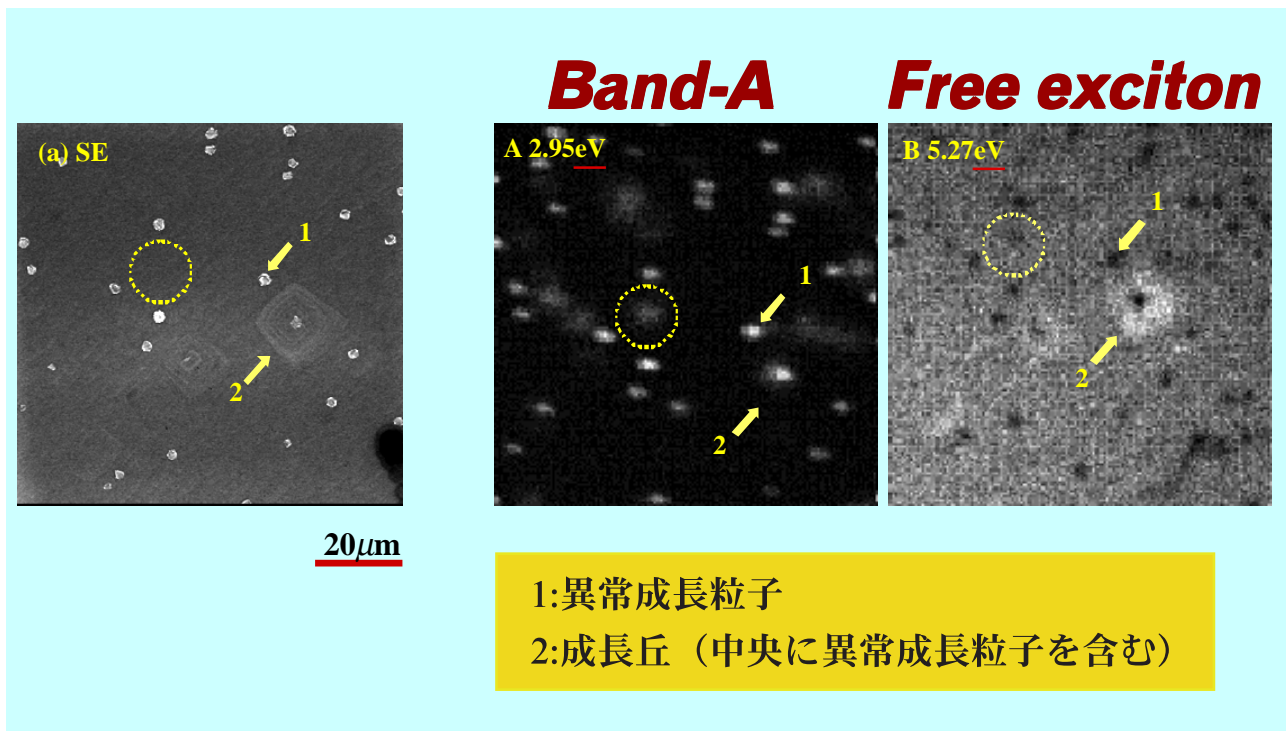 Band-A
Free exciton
(a) SE
1
2
20μm
A 2.95eV
1
2
B 5.27eV
1
2
1:異常成長粒子
2:成長丘（中央に異常成長粒子を含む）